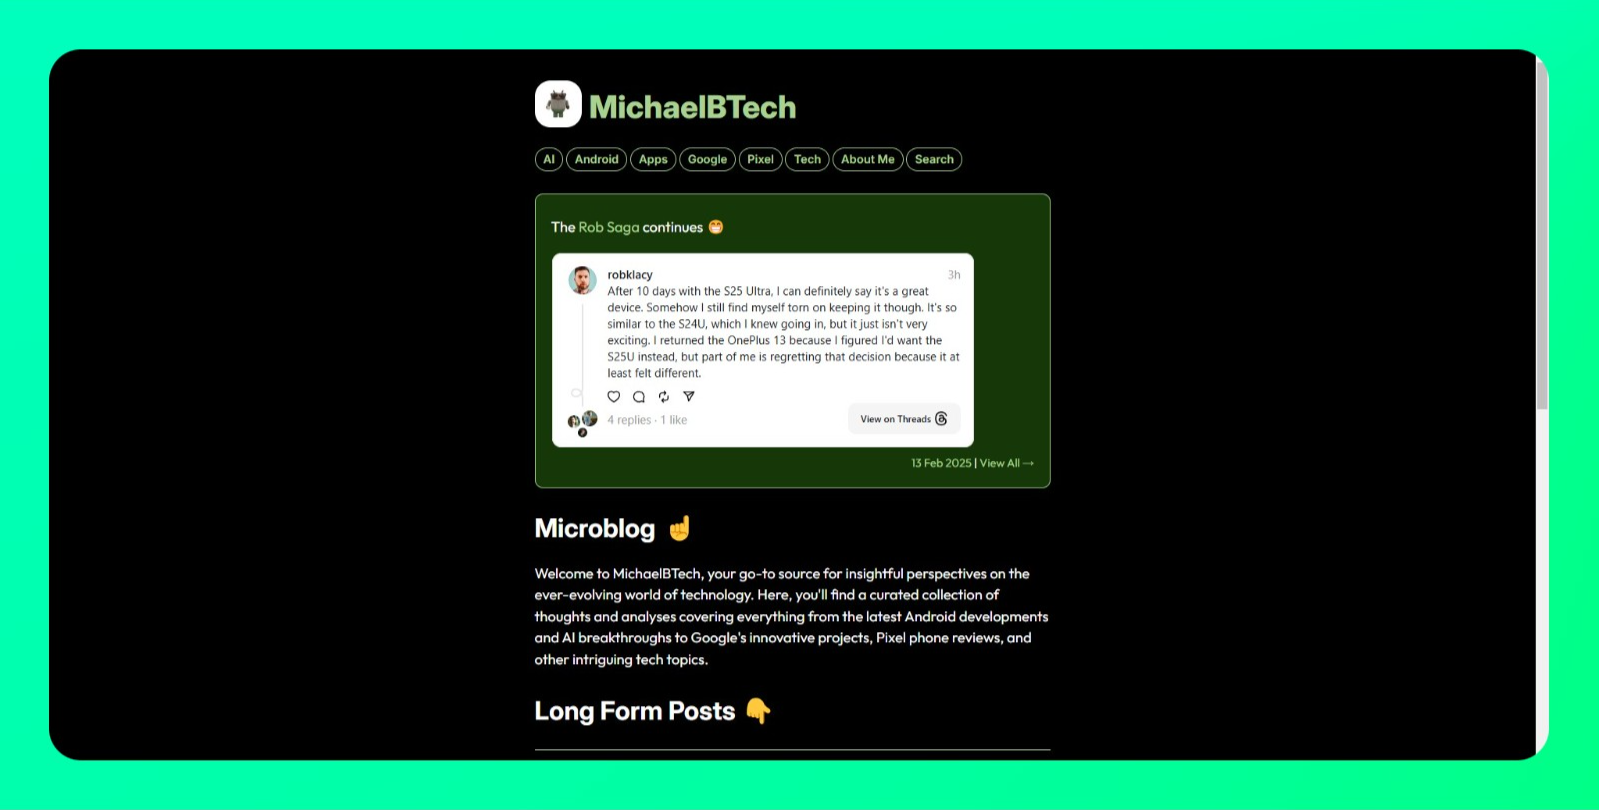 MichaelBTech
AI Android Apps Google Pixel Tech About Me Search
The Rob Saga continues 😁
robklacy 3h
After 10 days with the S25 Ultra, I can definitely say it's a great
device. Somehow I still find myself torn on keeping it though. It's so
similar to the S24U, which I knew going in, but it just isn't very
exciting. I returned the OnePlus 13 because I figured I'd want the
S25U instead, but part of me is regretting that decision because it at
least felt different.
4 replies · 1 like
View on Threads
13 Feb 2025 | View All →
Microblog ☝️
Welcome to MichaelBTech, your go-to source for insightful perspectives on the
ever-evolving world of technology. Here, you'll find a curated collection of
thoughts and analyses covering everything from the latest Android developments
and AI breakthroughs to Google's innovative projects, Pixel phone reviews, and
other intriguing tech topics.
Long Form Posts 👇